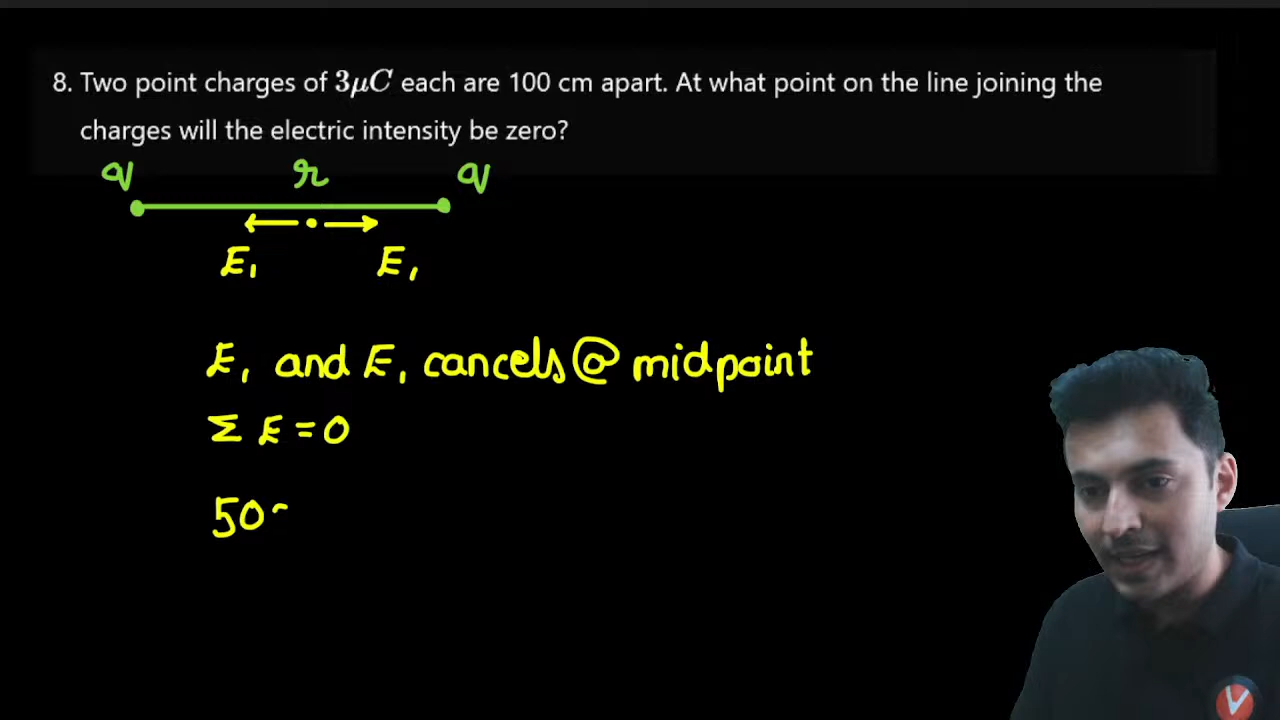 8. Two point charges of 3μC each are 100 cm apart. At what point on the line joining the
charges will the electric intensity be zero?
q r q
E₁ E₁
E₁ and E₁ cancels @ midpoint
Σ E = 0
50
V